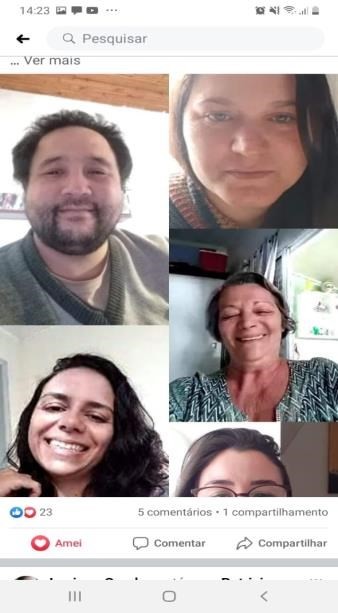 14:23
Pesquisar
... Ver mais
23 5 comentários • 1 compartilhamento
Amei Comentar Compartilhar